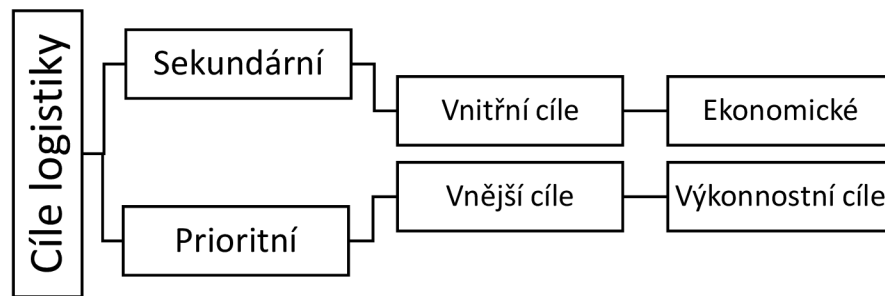 Cíle logistiky
Sekundární
Vnitřní cíle
Ekonomické
Prioritní
Vnější cíle
Výkonnostní cíle